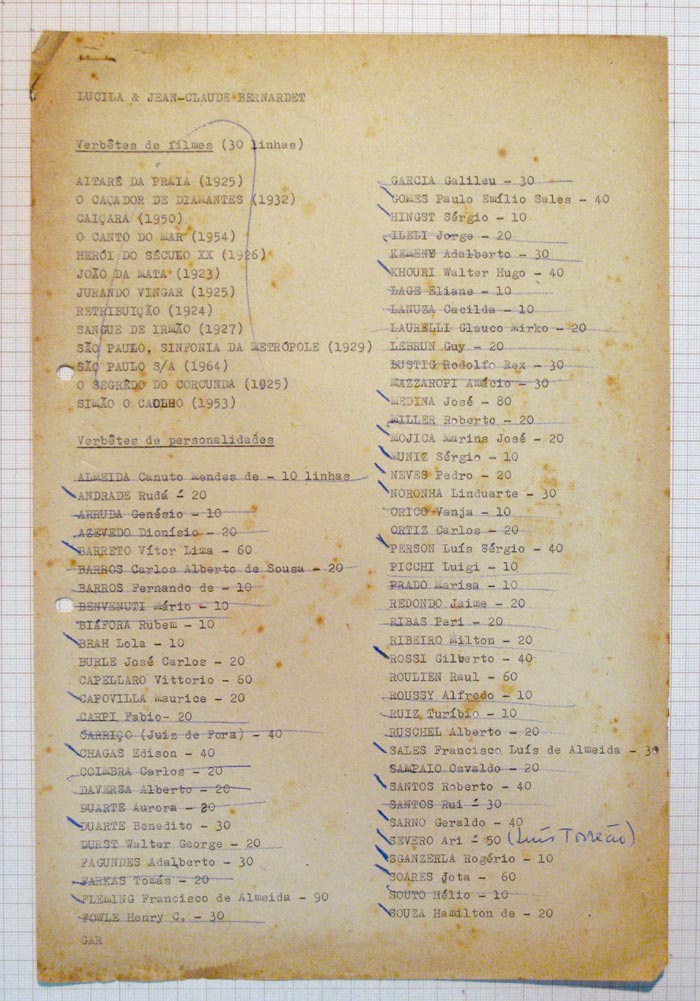 LUCILA & JEAN-CLAUDE BERNARDET
Verbêtes de filmes (30 linhas)
AITARÉ DA PRAIA (1925)
O CAÇADOR DE DIAMANTES (1932)
CAIÇARA (1950)
O CANTO DO MAR (1954)
HERÓI DO SÉCULO XX (1926)
JOÃO DA MATA (1923)
JURANDO VINGAR (1925)
RETRIBUIÇÃO (1924)
SANGUE DE IRMÃO (1927)
SÃO PAULO, SINFONIA DA METRÓPOLE (1929)
SÃO PAULO S/A (1964)
O SEGRÊDO DO CORCUNDA (1925)
SIMÃO O CAOLHO (1953)
Verbêtes de personalidades
ALMEIDA Canuto Mendes de - 10 linhas
ANDRADE Rudá - 20
ARRUDA Genésio - 10
AZEVEDO Dionísio - 20
BARRETO Vítor Lima - 60
BARROS Carlos Alberto de Sousa - 20
BARROS Fernando de - 10
BENVENUTI Mário - 10
BIÁFORA Rubem - 10
BRAH Lola - 10
BURLE José Carlos - 20
CAPELLARO Vittorio - 60
CAPOVILLA Maurice - 20
CARPI Fabio- 20
CARRIÇO (Juiz de Fora) - 40
CHAGAS Edison - 40
COIMBRA Carlos - 20
DAVERSA Alberto - 20
DUARTE Aurora - 20
DUARTE Benedito - 30
DURST Walter George - 20
FAGUNDES Adalberto - 30
FARKAS Tomás - 20
FLEMING Francisco de Almeida - 90
FOWLE Henry C. - 30
GAR
GARCIA Galileu - 30
GOMES Paulo Emílio Sales - 40
HINGST Sérgio - 10
ILELI Jorge - 20
KEMENY Adalberto - 30
KHOURI Walter Hugo - 40
LAGE Eliane - 10
LANUZA Cacilda - 10
LAURELLI Glauco Mirko - 20
LEBRUN Guy - 20
LUSTIG Rodolfo Rex - 30
MAZZAROPI Amácio - 30
MEDINA José - 80
MILLER Roberto - 20
MOJICA Marins José - 20
MUNIZ Sérgio - 10
NEVES Pedro - 20
NORONHA Linduarte - 30
ORICO Vanja - 10
ORTIZ Carlos - 20
PERSON Luís Sérgio - 40
PICCHI Luigi - 10
PRADO Marisa - 10
REDONDO Jaime - 20
RIBAS Peri - 20
RIBEIRO Milton - 20
ROSSI Gilberto - 40
ROULIEN Raul - 60
ROUSSY Alfredo - 10
RUIZ Turíbio - 10
RUSCHEL Alberto - 20
SALES Francisco Luís de Almeida - 30
SAMPAIO Osvaldo - 20
SANTOS Roberto - 40
SANTOS Rui - 30
SARNO Geraldo - 40
SEVERO Ari - 50 (Luís Torreão)
SGANZERLA Rogério - 10
SOARES Jota - 60
SOUTO Hélio - 10
SOUZA Hamilton de - 20